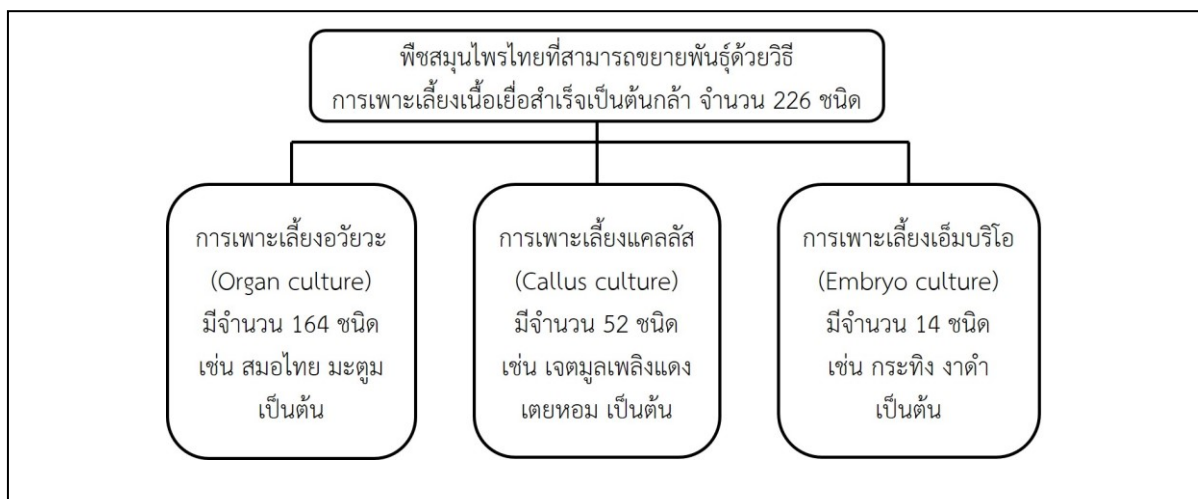 พืชสมุนไพรไทยที่สามารถขยายพันธุ์ด้วยวิธี
การเพาะเลี้ยงเนื้อเยื่อสำเร็จเป็นต้นกล้า จำนวน 226 ชนิด
การเพาะเลี้ยงอวัยวะ
(Organ culture)
มีจำนวน 164 ชนิด
เช่น สมอไทย มะตูม
เป็นต้น
การเพาะเลี้ยงแคลลัส
(Callus culture)
มีจำนวน 52 ชนิด
เช่น เจตมูลเพลิงแดง
เตยหอม เป็นต้น
การเพาะเลี้ยงเอ็มบริโอ
(Embryo culture)
มีจำนวน 14 ชนิด
เช่น กระทิง งาดำ
เป็นต้น